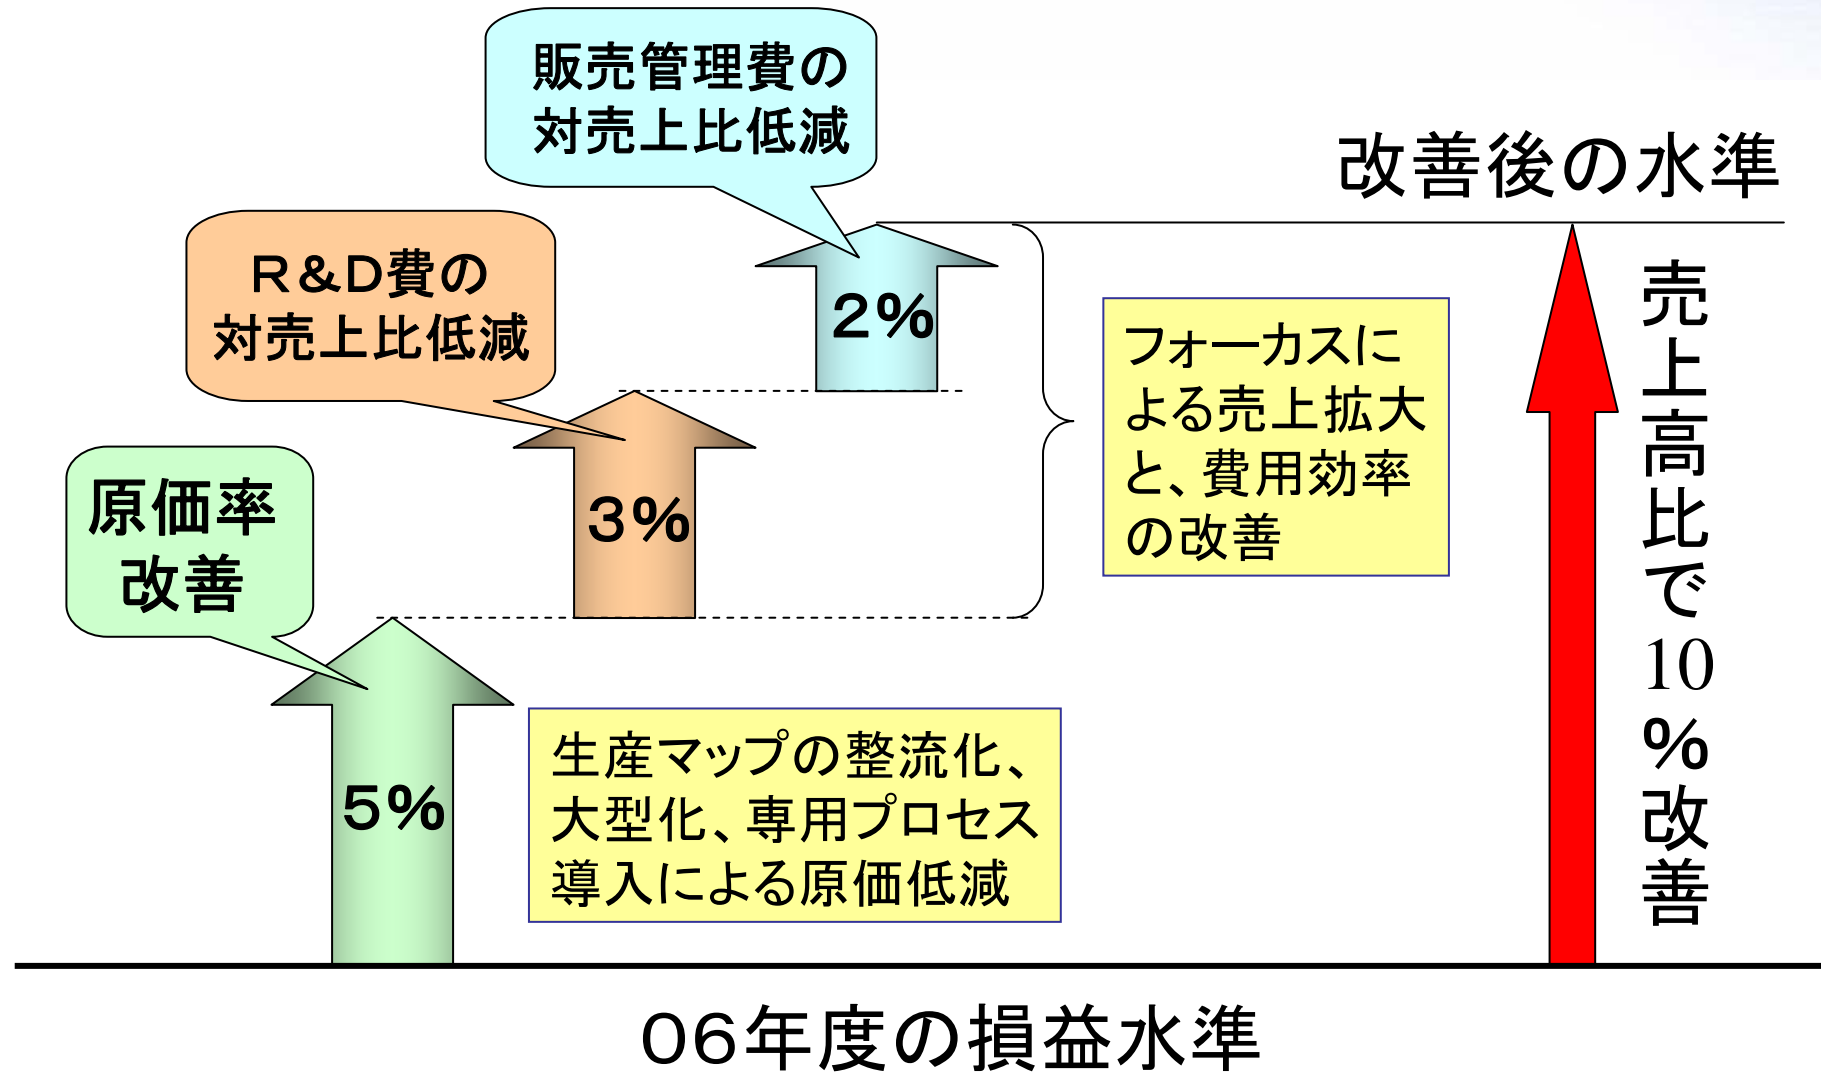 販売管理費の
対売上比低減
改善後の水準
R&D費の
対売上比低減
2%
フォーカスに
よる売上拡大
と、費用効率
の改善
売上高比で10%改善
原価率
改善
3%
生産マップの整流化、
大型化、専用プロセス
導入による原価低減
5%
06年度の損益水準